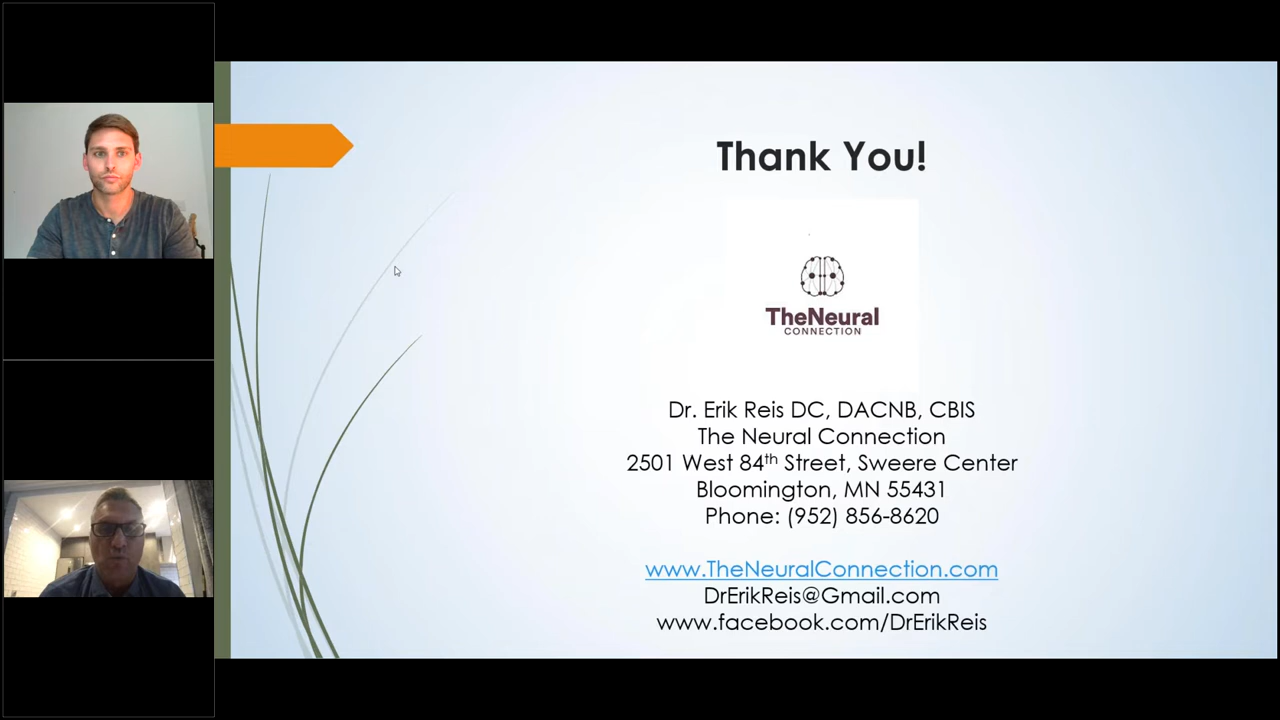 Thank You!
TheNeural
CONNECTION
Dr. Erik Reis DC, DACNB, CBIS
The Neural Connection
2501 West 84th Street, Sweere Center
Bloomington, MN 55431
Phone: (952) 856-8620
www.TheNeuralConnection.com
DrErikReis@Gmail.com
www.facebook.com/DrErikReis